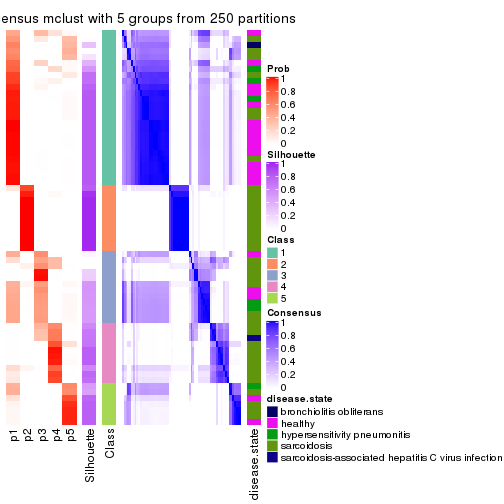 ensus mclust with 5 groups from 250 partitions
Prob
1
0.8
0.6
0.4
0.2
0
Silhouette
1
0.8
0.6
0.4
0.2
0
Class
1
2
3
4
5
Consensus
1
0.8
0.6
0.4
0.2
0
disease.state
bronchiolitis obliterans
healthy
hypersensitivity pneumonitis
sarcoidosis
sarcoidosis-associated hepatitis C virus infection
p1
p2
p3
p4
p5
Silhouette
Class
disease.state